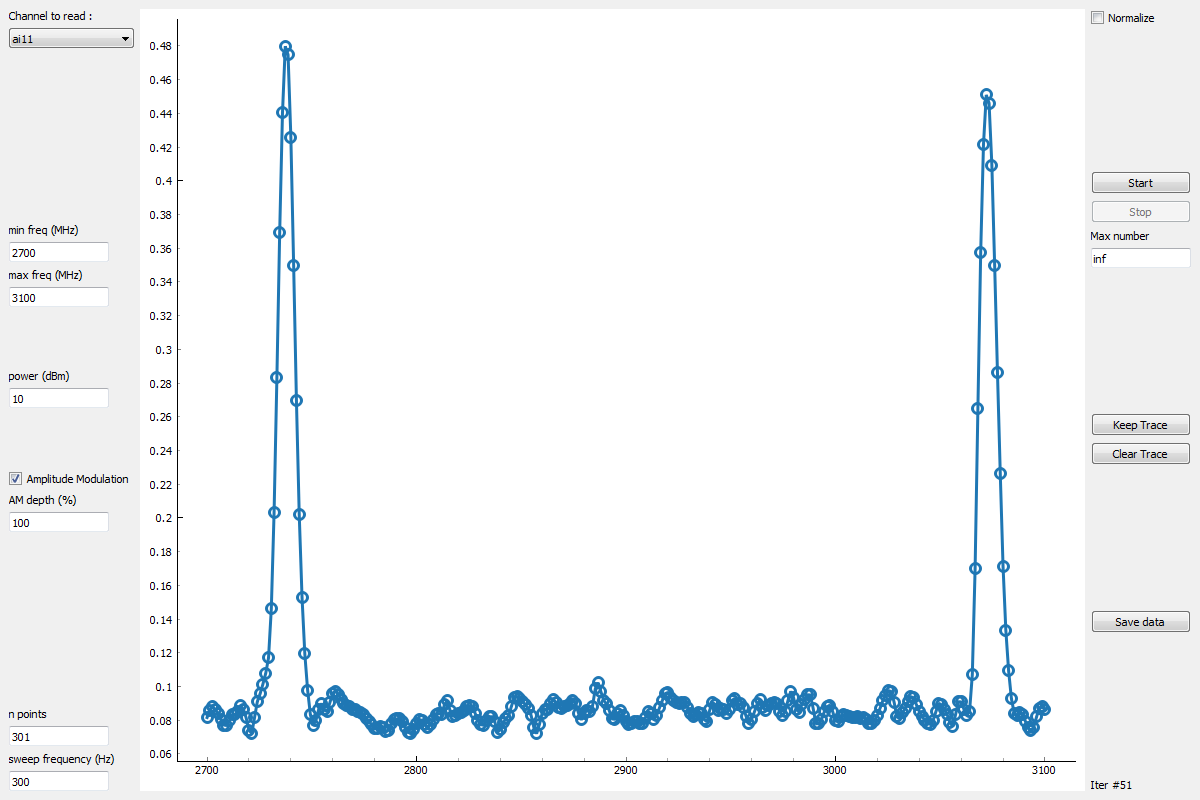 Channel to read :
ai11
min freq (MHz)
2700
max freq (MHz)
3100
power (dBm)
10
Amplitude Modulation
AM depth (%)
100
n points
301
sweep frequency (Hz)
300
0.48
0.46
0.44
0.42
0.4
0.38
0.36
0.34
0.32
0.3
0.28
0.26
0.24
0.22
0.2
0.18
0.16
0.14
0.12
0.1
0.08
0.06
2700 2800 2900 3000 3100
Normalize
Start
Stop
Max number
inf
Keep Trace
Clear Trace
Save data
Iter #51